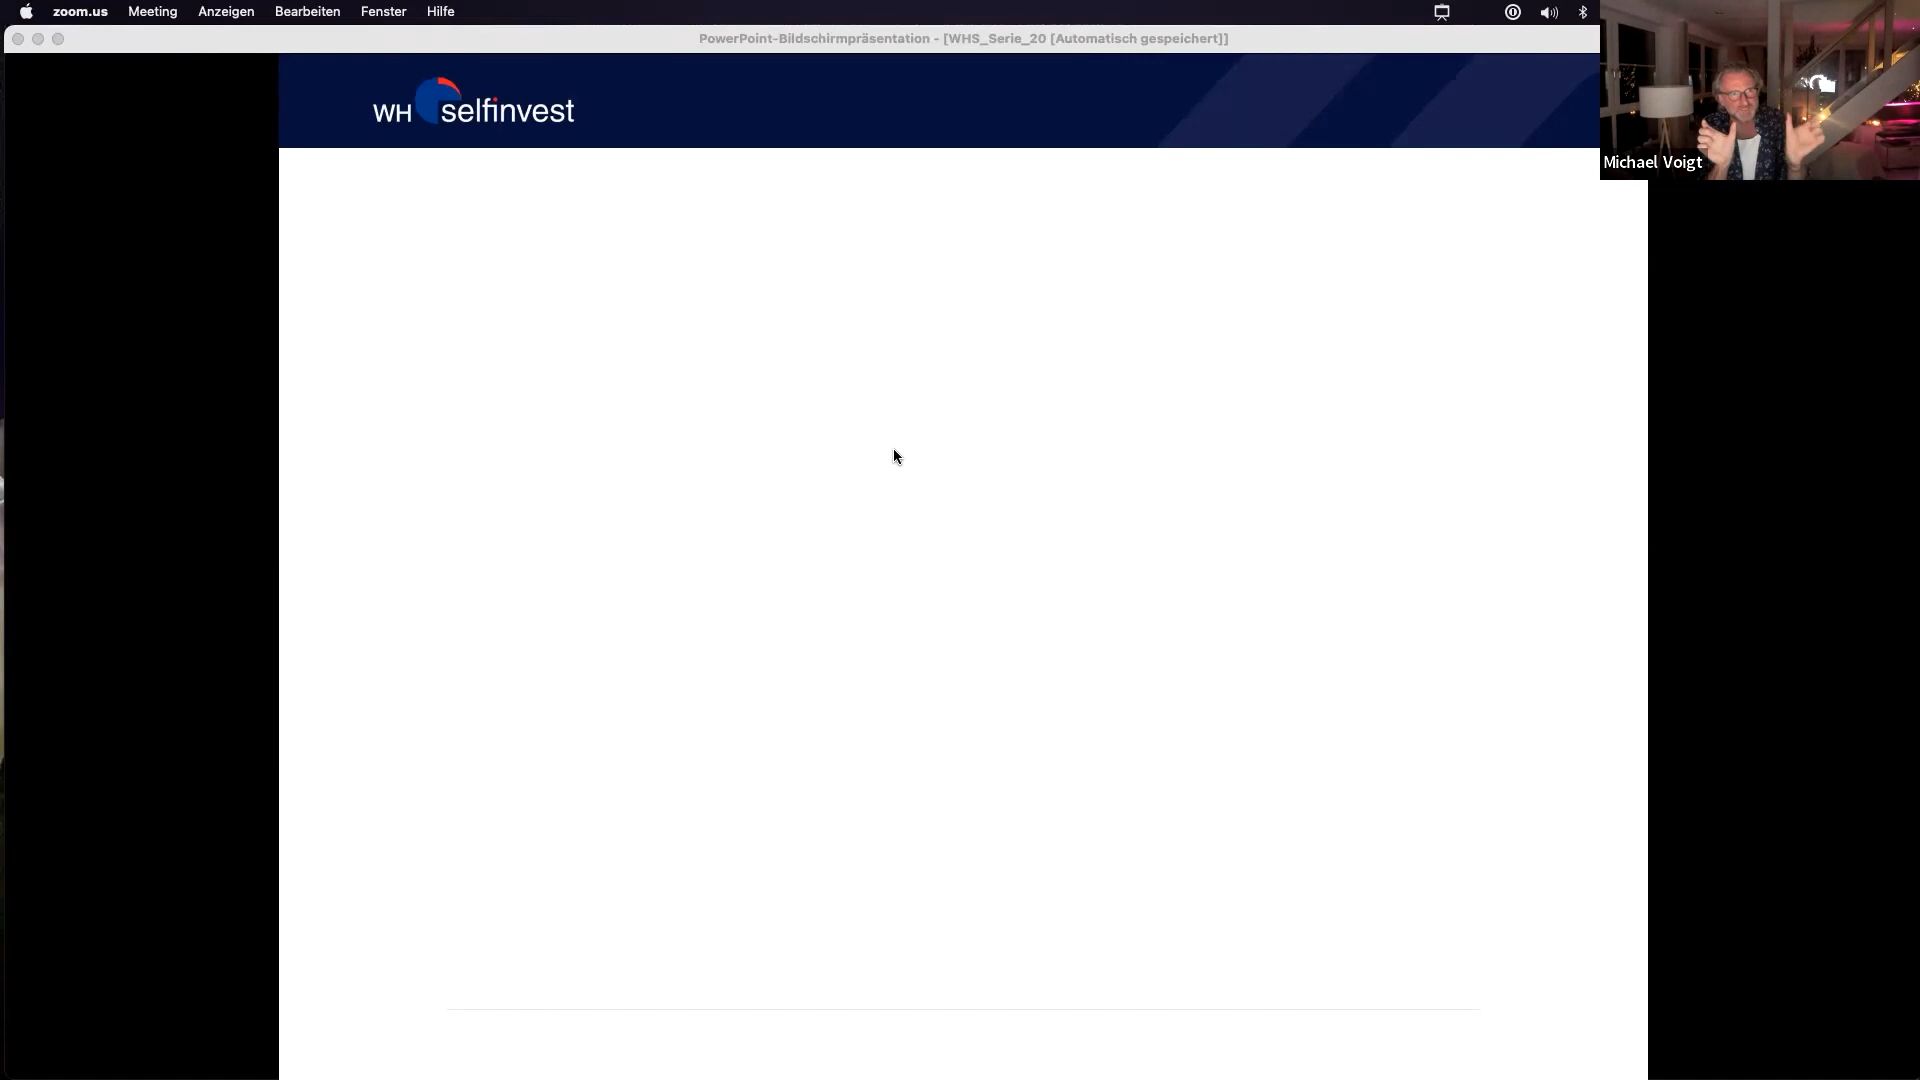 zoom.us Meeting Anzeigen Bearbeiten Fenster Hilfe
PowerPoint-Bildschirmpräsentation - [WHS_Serie_20 [Automatisch gespeichert]]
WH selfinvest
Michael Voigt